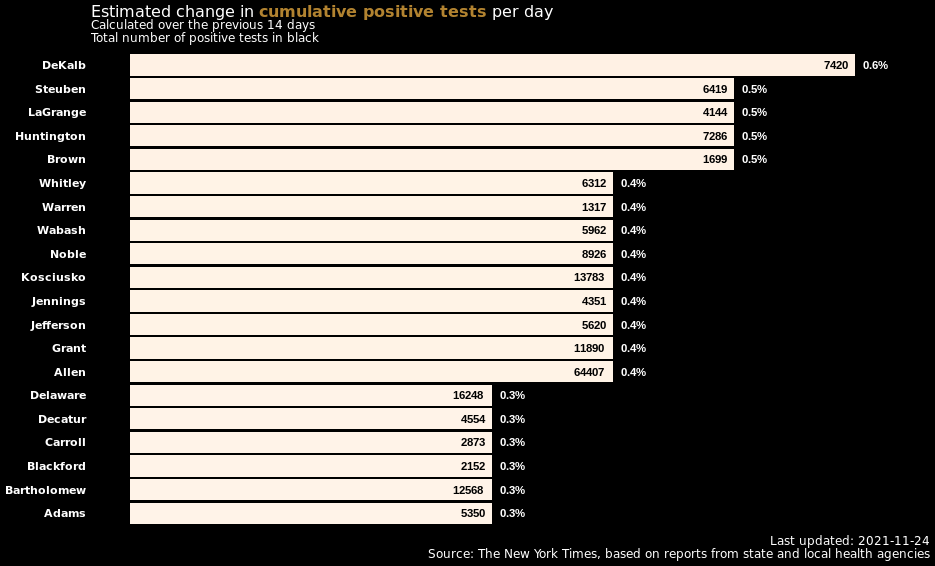 Estimated change in cumulative positive tests per day
Calculated over the previous 14 days
Total number of positive tests in black
DeKalb 7420 0.6%
Steuben 6419 0.5%
LaGrange 4144 0.5%
Huntington 7286 0.5%
Brown 1699 0.5%
Whitley 6312 0.4%
Warren 1317 0.4%
Wabash 5962 0.4%
Noble 8926 0.4%
Kosciusko 13783 0.4%
Jennings 4351 0.4%
Jefferson 5620 0.4%
Grant 11890 0.4%
Allen 64407 0.4%
Delaware 16248 0.3%
Decatur 4554 0.3%
Carroll 2873 0.3%
Blackford 2152 0.3%
Bartholomew 12568 0.3%
Adams 5350 0.3%
Last updated: 2021-11-24
Source: The New York Times, based on reports from state and local health agencies